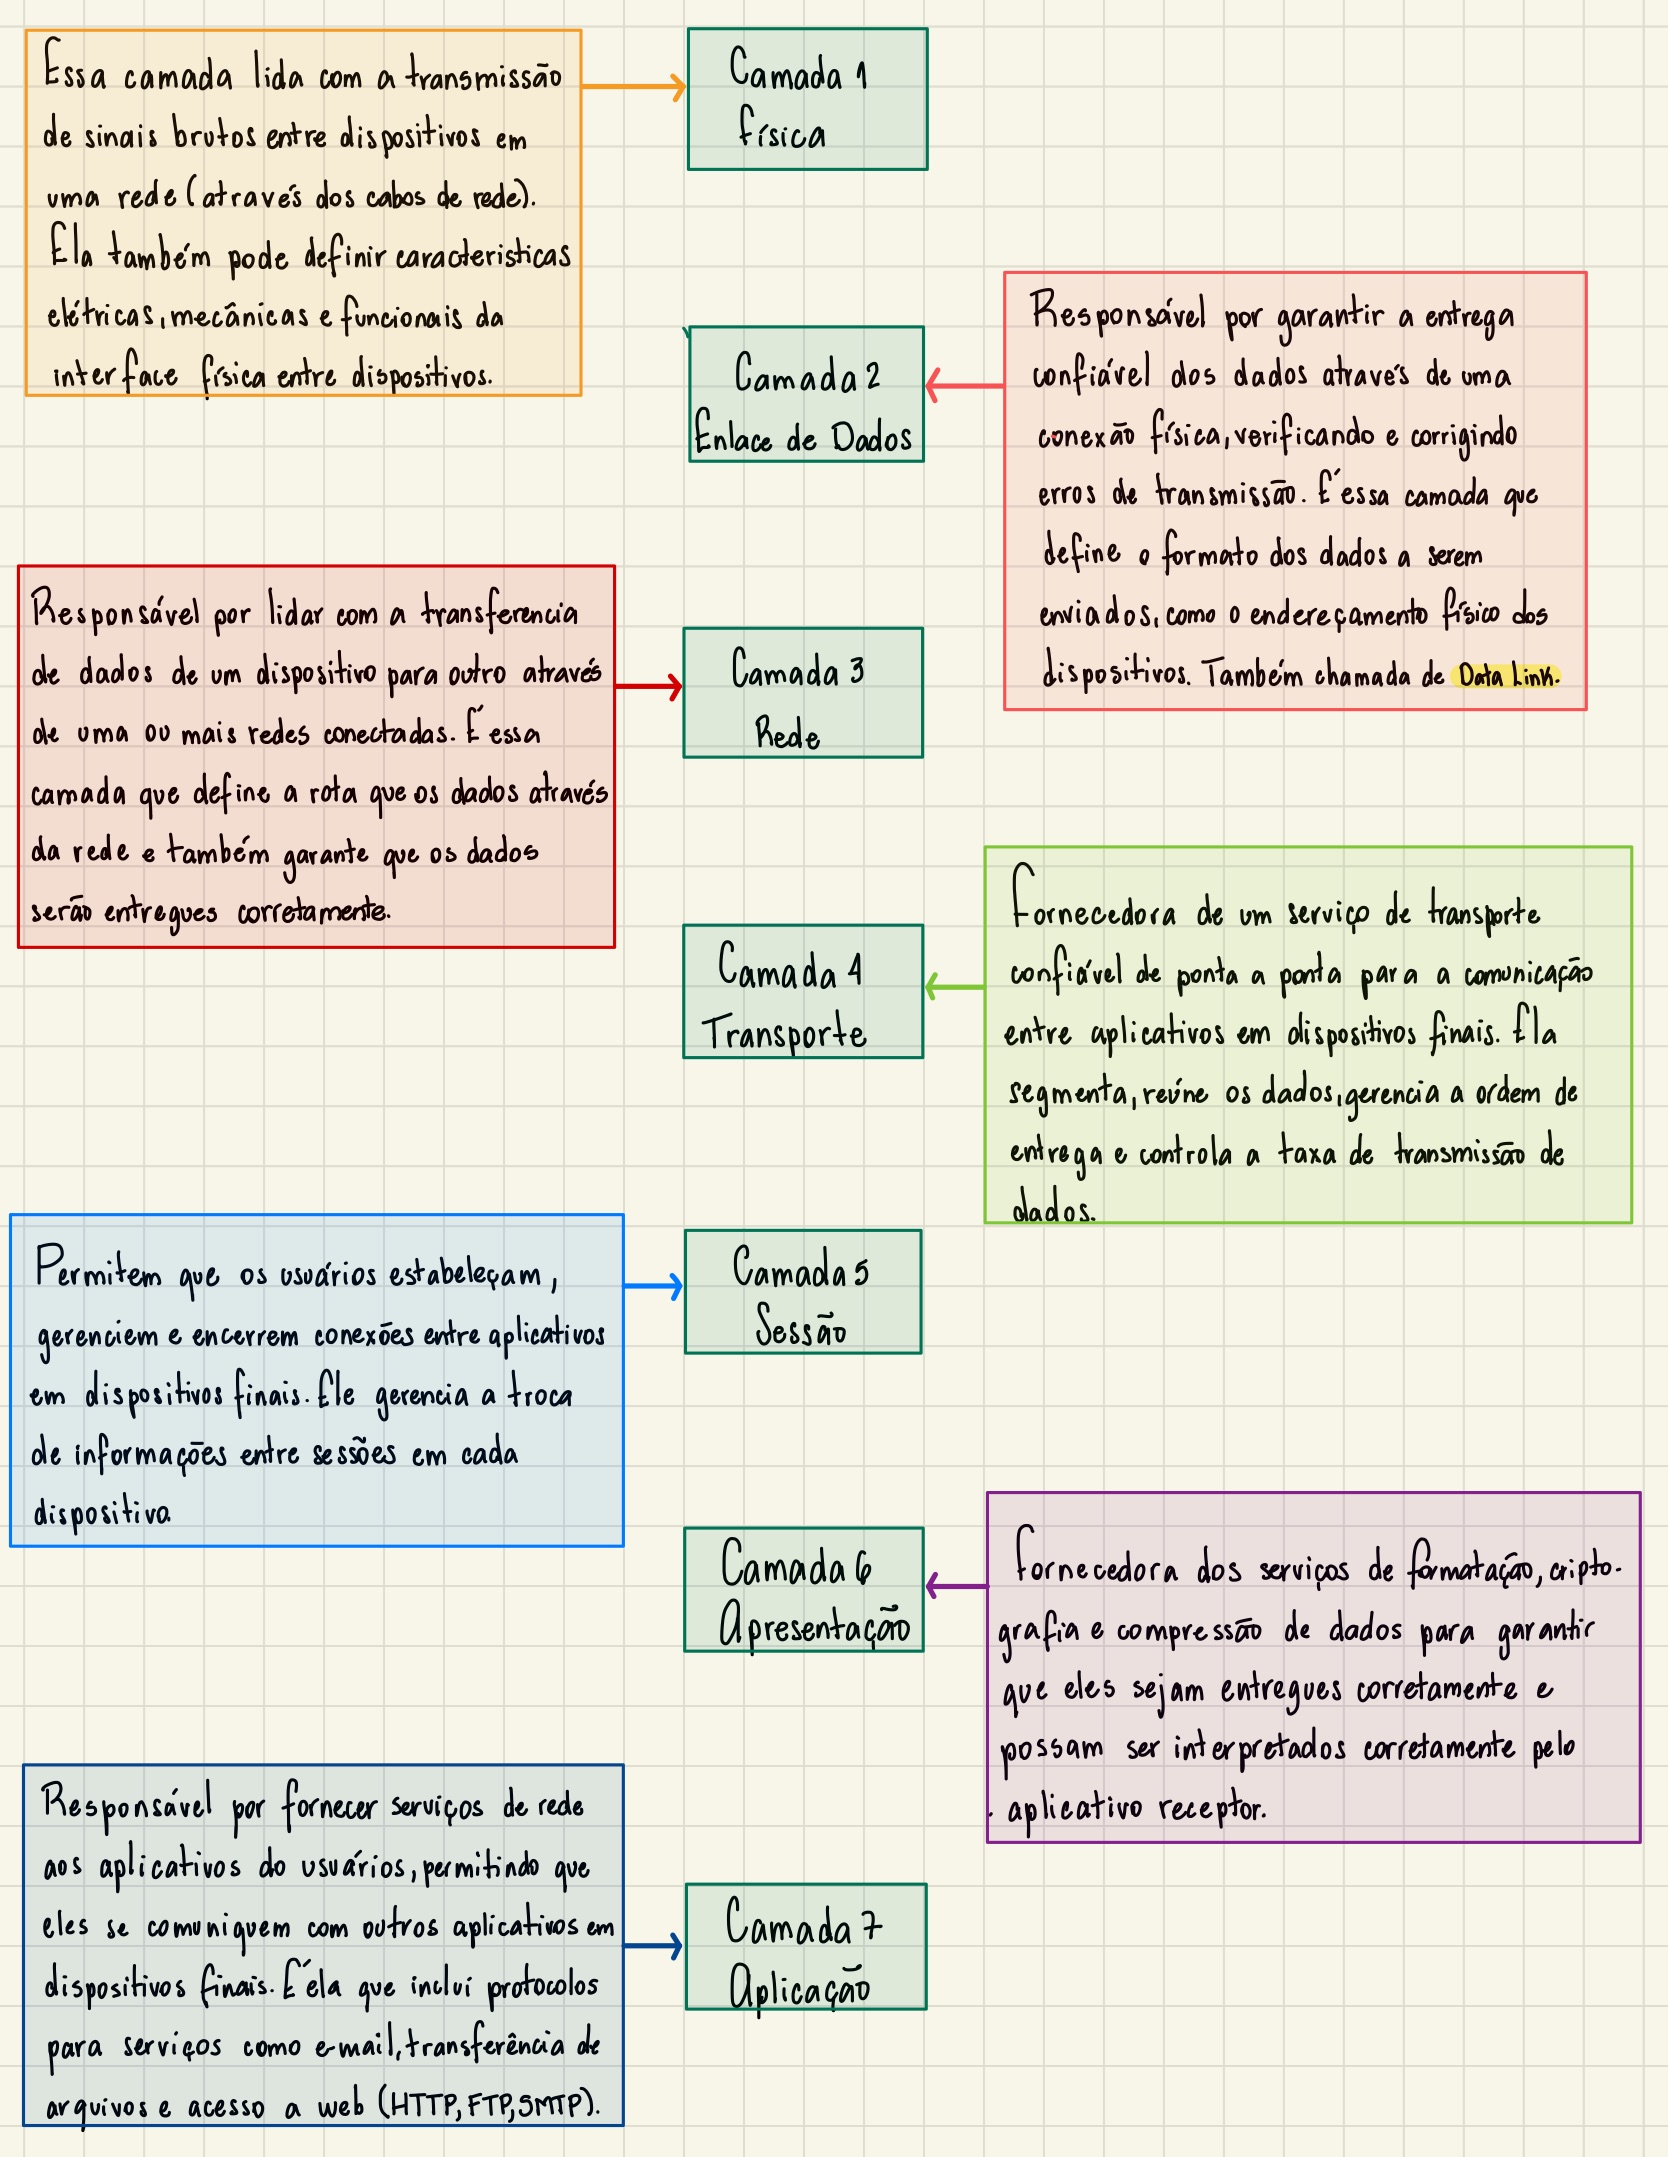 Essa camada lida com a transmissão
de sinais brutos entre dispositivos em
uma rede (através dos cabos de rede).
Ela também pode definir caracteristicas
elétricas, mecânicas e funcionais da
interface física entre dispositivos.
Camada 1
física
Responsável por garantir a entrega
confiável dos dados através de uma
conexão física, verificando e corrigindo
erros de transmissão. É essa camada que
define o formato dos dados a serem
enviados, como o endereçamento físico dos
dispositivos. Também chamada de Data Link.
Camada 2
Enlace de Dados
Responsável por lidar com a transferencia
de dados de um dispositivo para outro através
de uma ou mais redes conectadas. É essa
camada que define a rota que os dados através
da rede e também garante que os dados
serão entregues corretamente.
Camada 3
Rede
Fornecedora de um serviço de transporte
confiável de ponta a ponta para a comunicação
entre aplicativos em dispositivos finais. Ela
segmenta, reúne os dados, gerencia a ordem de
entrega e controla a taxa de transmissão de
dados.
Camada 4
Transporte
Permitem que os usuários estabeleçam,
gerenciem e encerrem conexões entre aplicativos
em dispositivos finais. Ele gerencia a troca
de informações entre sessões em cada
dispositivo.
Camada 5
Sessão
Fornecedora dos serviços de formatação, cripto-
grafia e compressão de dados para garantir
que eles sejam entregues corretamente e
possam ser interpretados corretamente pelo
aplicativo receptor.
Camada 6
Apresentação
Responsável por fornecer serviços de rede
aos aplicativos do usuários, permitindo que
eles se comuniquem com outros aplicativos em
dispositivos finais. É ela que incluí protocolos
para serviços como e-mail, transferência de
arquivos e acesso a web (HTTP, FTP, SMTP).
Camada 7
Aplicação